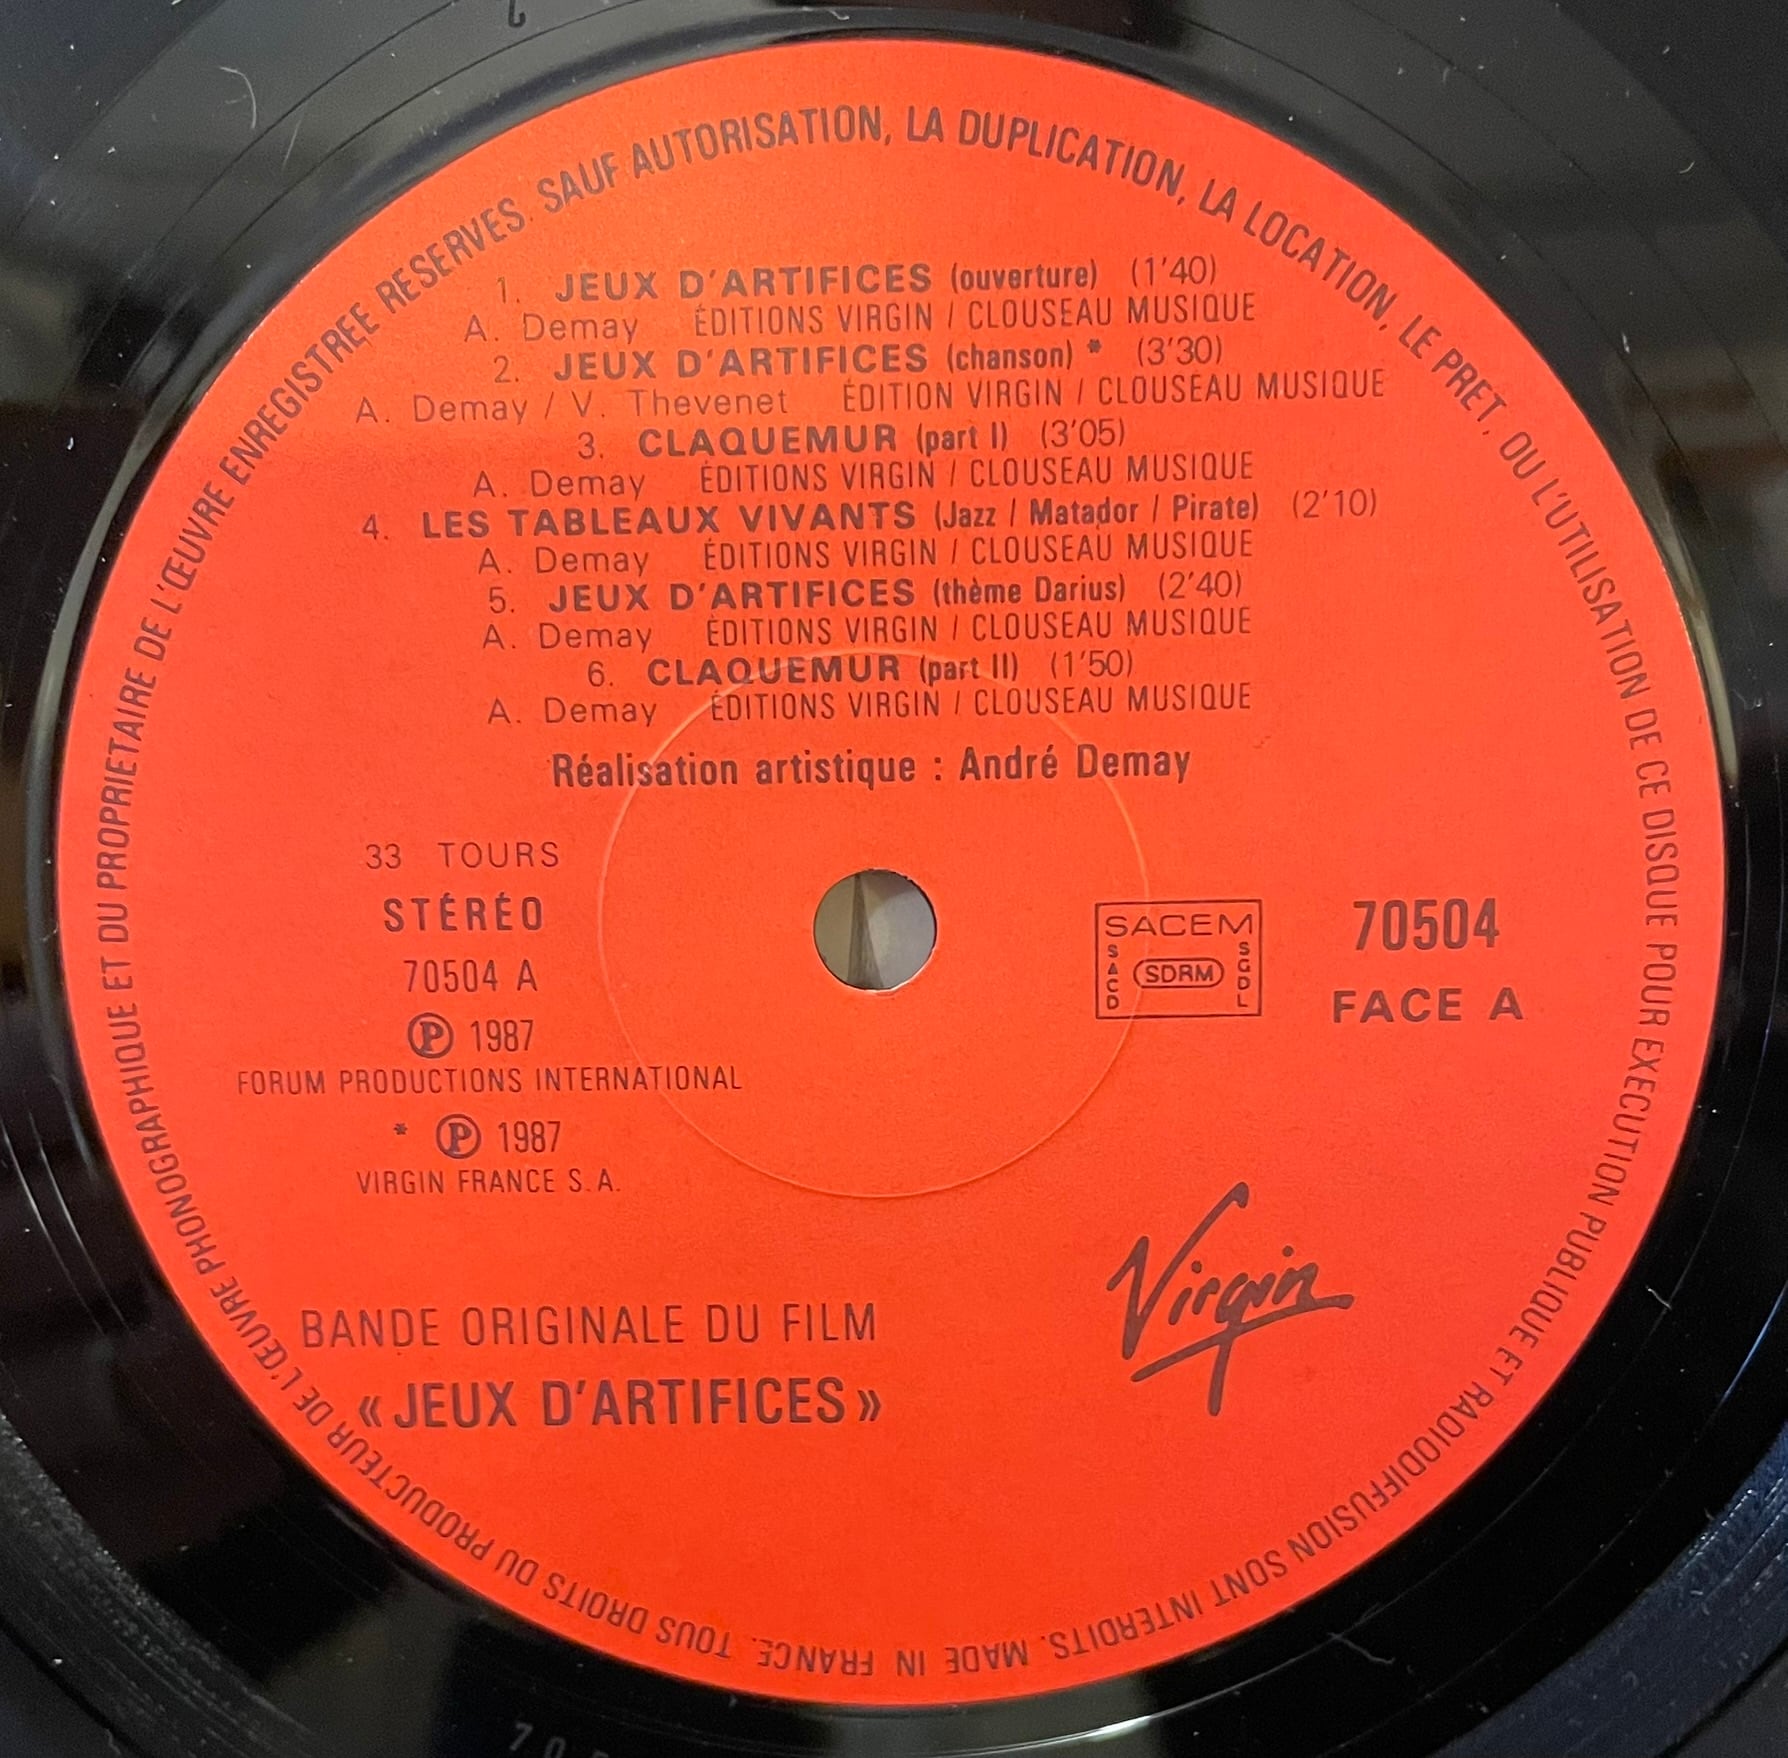 TOUS DROITS DU PRODUCTEUR DE L'ŒUVRE PHONOGRAPHIQUE ET DU PROPRIETAIRE DE L'ŒUVRE ENREGISTREE RESERVES. SAUF AUTORISATION, LA DUPLICATION, LA LOCATION, LE PRET, OU L'UTILISATION DE CE DISQUE POUR EXECUTION PUBLIQUE ET RADIODIFFUSION SONT INTERDITS. MADE IN FRANCE.
1. JEUX D'ARTIFICES (ouverture) (1'40)
A. Demay ÉDITIONS VIRGIN / CLOUSEAU MUSIQUE
2. JEUX D'ARTIFICES (chanson) * (3'30)
A. Demay / V. Thevenet ÉDITION VIRGIN / CLOUSEAU MUSIQUE
3. CLAQUEMUR (part I) (3'05)
A. Demay ÉDITIONS VIRGIN / CLOUSEAU MUSIQUE
4. LES TABLEAUX VIVANTS (Jazz / Matador / Pirate) (2'10)
A. Demay ÉDITIONS VIRGIN / CLOUSEAU MUSIQUE
5. JEUX D'ARTIFICES (thème Darius) (2'40)
A. Demay ÉDITIONS VIRGIN / CLOUSEAU MUSIQUE
6. CLAQUEMUR (part II) (1'50)
A. Demay ÉDITIONS VIRGIN / CLOUSEAU MUSIQUE
Réalisation artistique : André Demay
33 TOURS
STÉRÉO
70504 A
Ⓟ 1987
FORUM PRODUCTIONS INTERNATIONAL
* Ⓟ 1987
VIRGIN FRANCE S.A.
SACEM
SACD
SDRM
SGDL
70504
FACE A
BANDE ORIGINALE DU FILM
« JEUX D'ARTIFICES »
Virgin